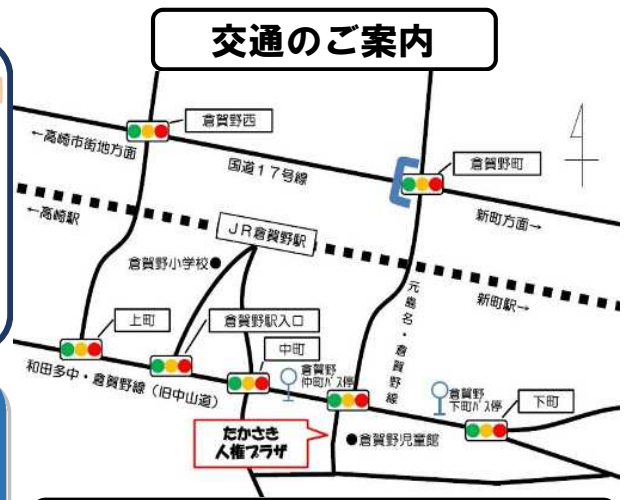 交通のご案内
倉賀野西
←高崎市街地方面
国道17号線
倉賀野町
新町方面→
←高崎駅
JR倉賀野駅
倉賀野小学校
新町駅→
元島名・倉賀野線
上町
倉賀野駅入口
中町
倉賀野
仲町バス停
和田多中・倉賀野線(旧中山道)
倉賀野
下町バス停
下町
たかさき
人権プラザ
倉賀野児童館